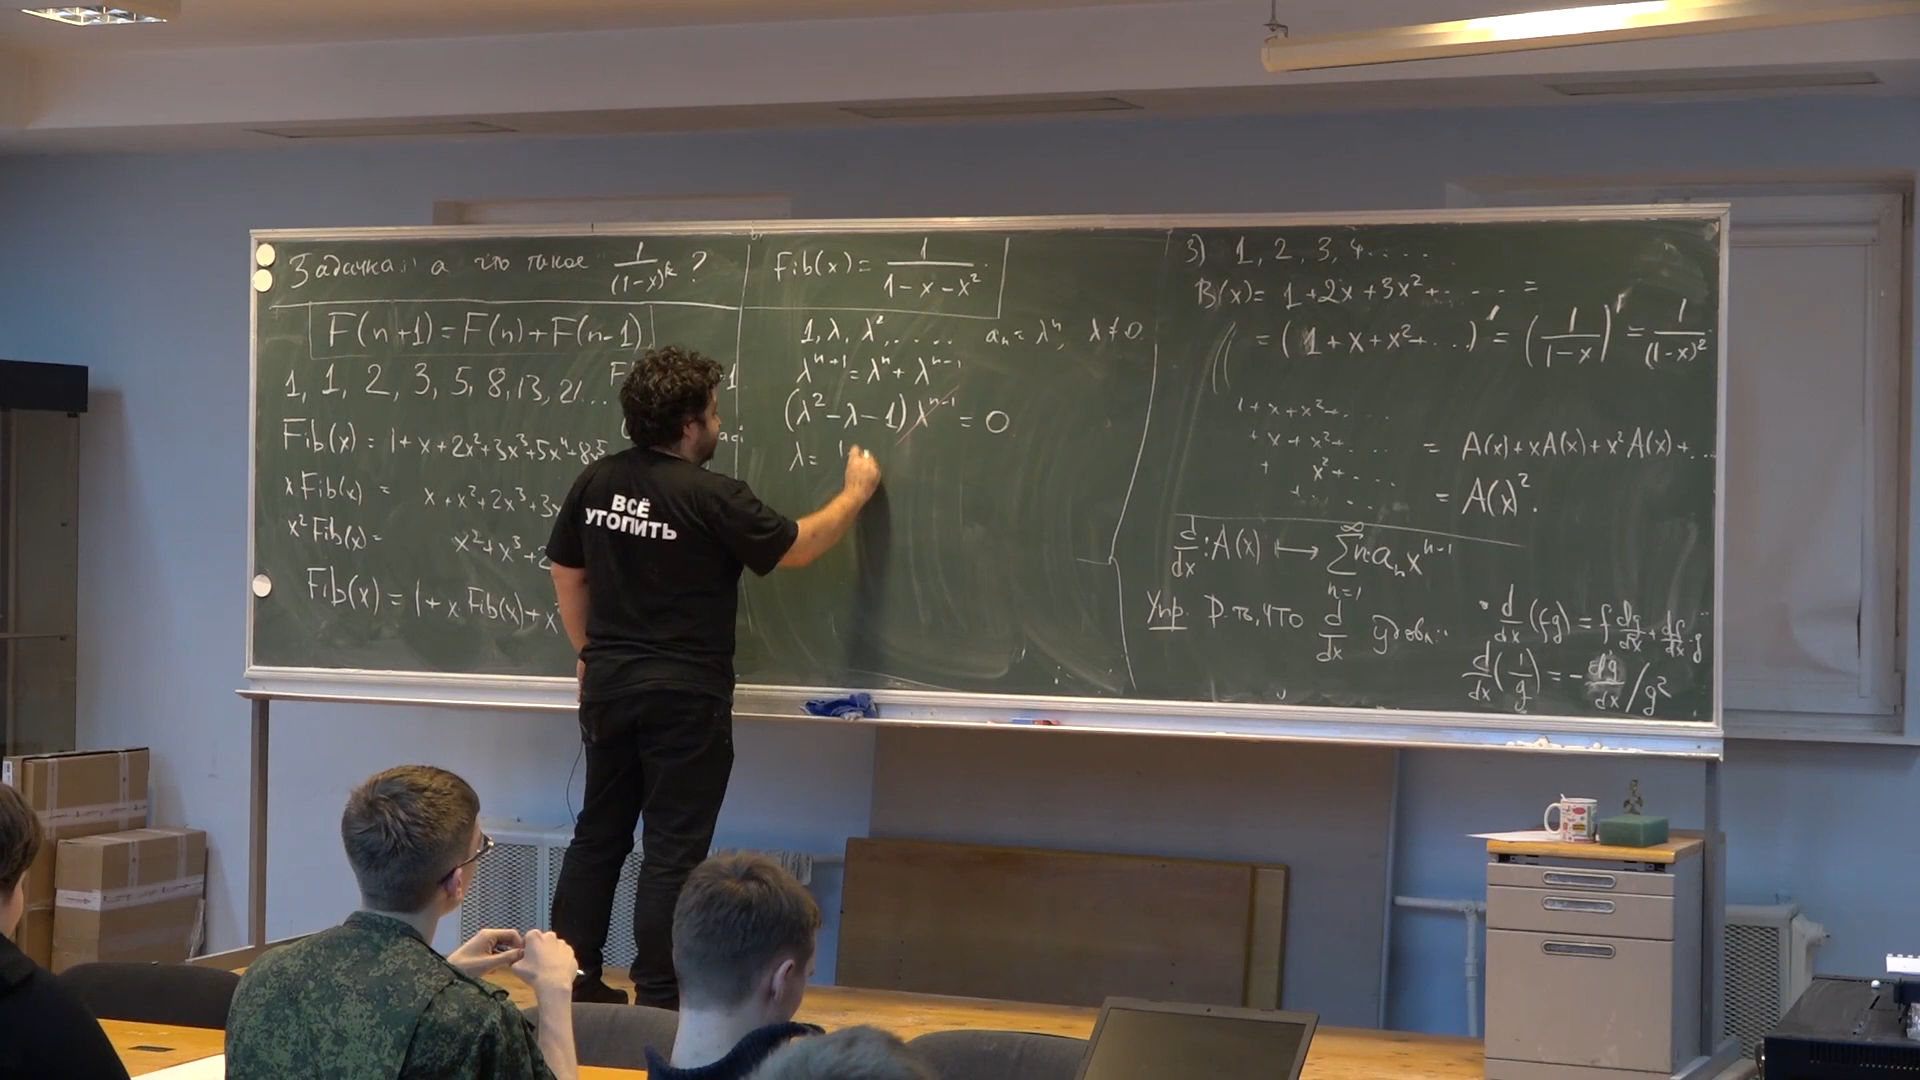 Задачка: а что такое 1/(1-x)^k ?
F(n+1) = F(n) + F(n-1)
1, 1, 2, 3, 5, 8, 13, 21...
Fib(x) = 1 + x + 2x² + 3x³ + 5x⁴ + 8x⁵
x Fib(x) = x + x² + 2x³ + 3x
x² Fib(x) = x² + x³ + 2
Fib(x) = 1 + x Fib(x) + x
Fib(x) = 1/(1 - x - x²)
1, λ, λ², ..... aₙ = λⁿ, λ ≠ 0.
λⁿ⁺¹ = λⁿ + λⁿ⁻¹
(λ² - λ - 1) λⁿ⁻¹ = 0
λ = 1
3) 1, 2, 3, 4.....
B(x) = 1 + 2x + 3x² + ..... =
= (1 + x + x² + ...)' = (1/(1-x))' = 1/(1-x)²
1 + x + x² + ...
+ x + x² + ... = A(x) + xA(x) + x²A(x) + ...
+ x² + ...
+ ..... = A(x)².
d/dx : A(x) ⟼ ∑_{n=1}^{∞} n·aₙxⁿ⁻¹
Упр. Д-ть, что d/dx удовл.:
• d/dx (fg) = f dg/dx + df/dx · g
d/dx (1/g) = - dg/dx / g²
ВСЁ
УТОПИТЬ